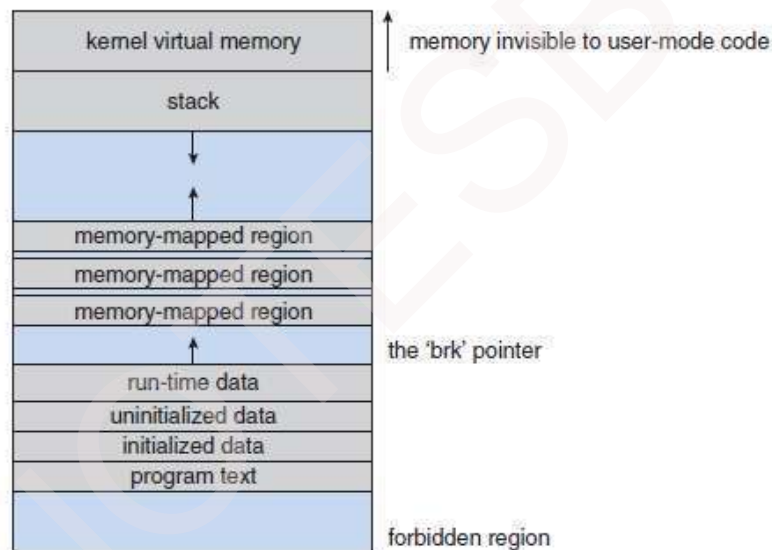 kernel virtual memory
memory invisible to user-mode code
stack
memory-mapped region
memory-mapped region
memory-mapped region
the 'brk' pointer
run-time data
uninitialized data
initialized data
program text
forbidden region